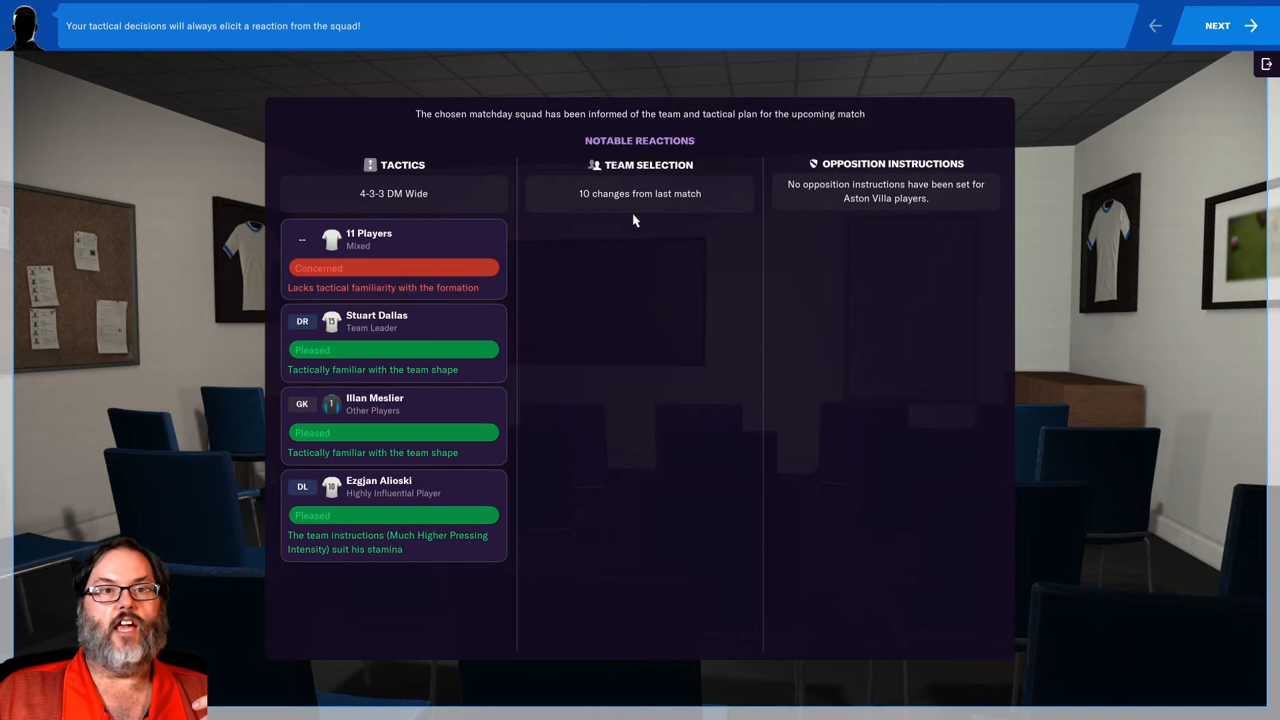 Your tactical decisions will always elicit a reaction from the squad!
NEXT
The chosen matchday squad has been informed of the team and tactical plan for the upcoming match
NOTABLE REACTIONS
TACTICS
4-3-3 DM Wide
--
11 Players
Mixed
Concerned
Lacks tactical familiarity with the formation
DR
15
Stuart Dallas
Team Leader
Pleased
Tactically familiar with the team shape
GK
1
Illan Meslier
Other Players
Pleased
Tactically familiar with the team shape
DL
10
Ezgjan Alioski
Highly Influential Player
Pleased
The team instructions (Much Higher Pressing
Intensity) suit his stamina
TEAM SELECTION
10 changes from last match
OPPOSITION INSTRUCTIONS
No opposition instructions have been set for
Aston Villa players.